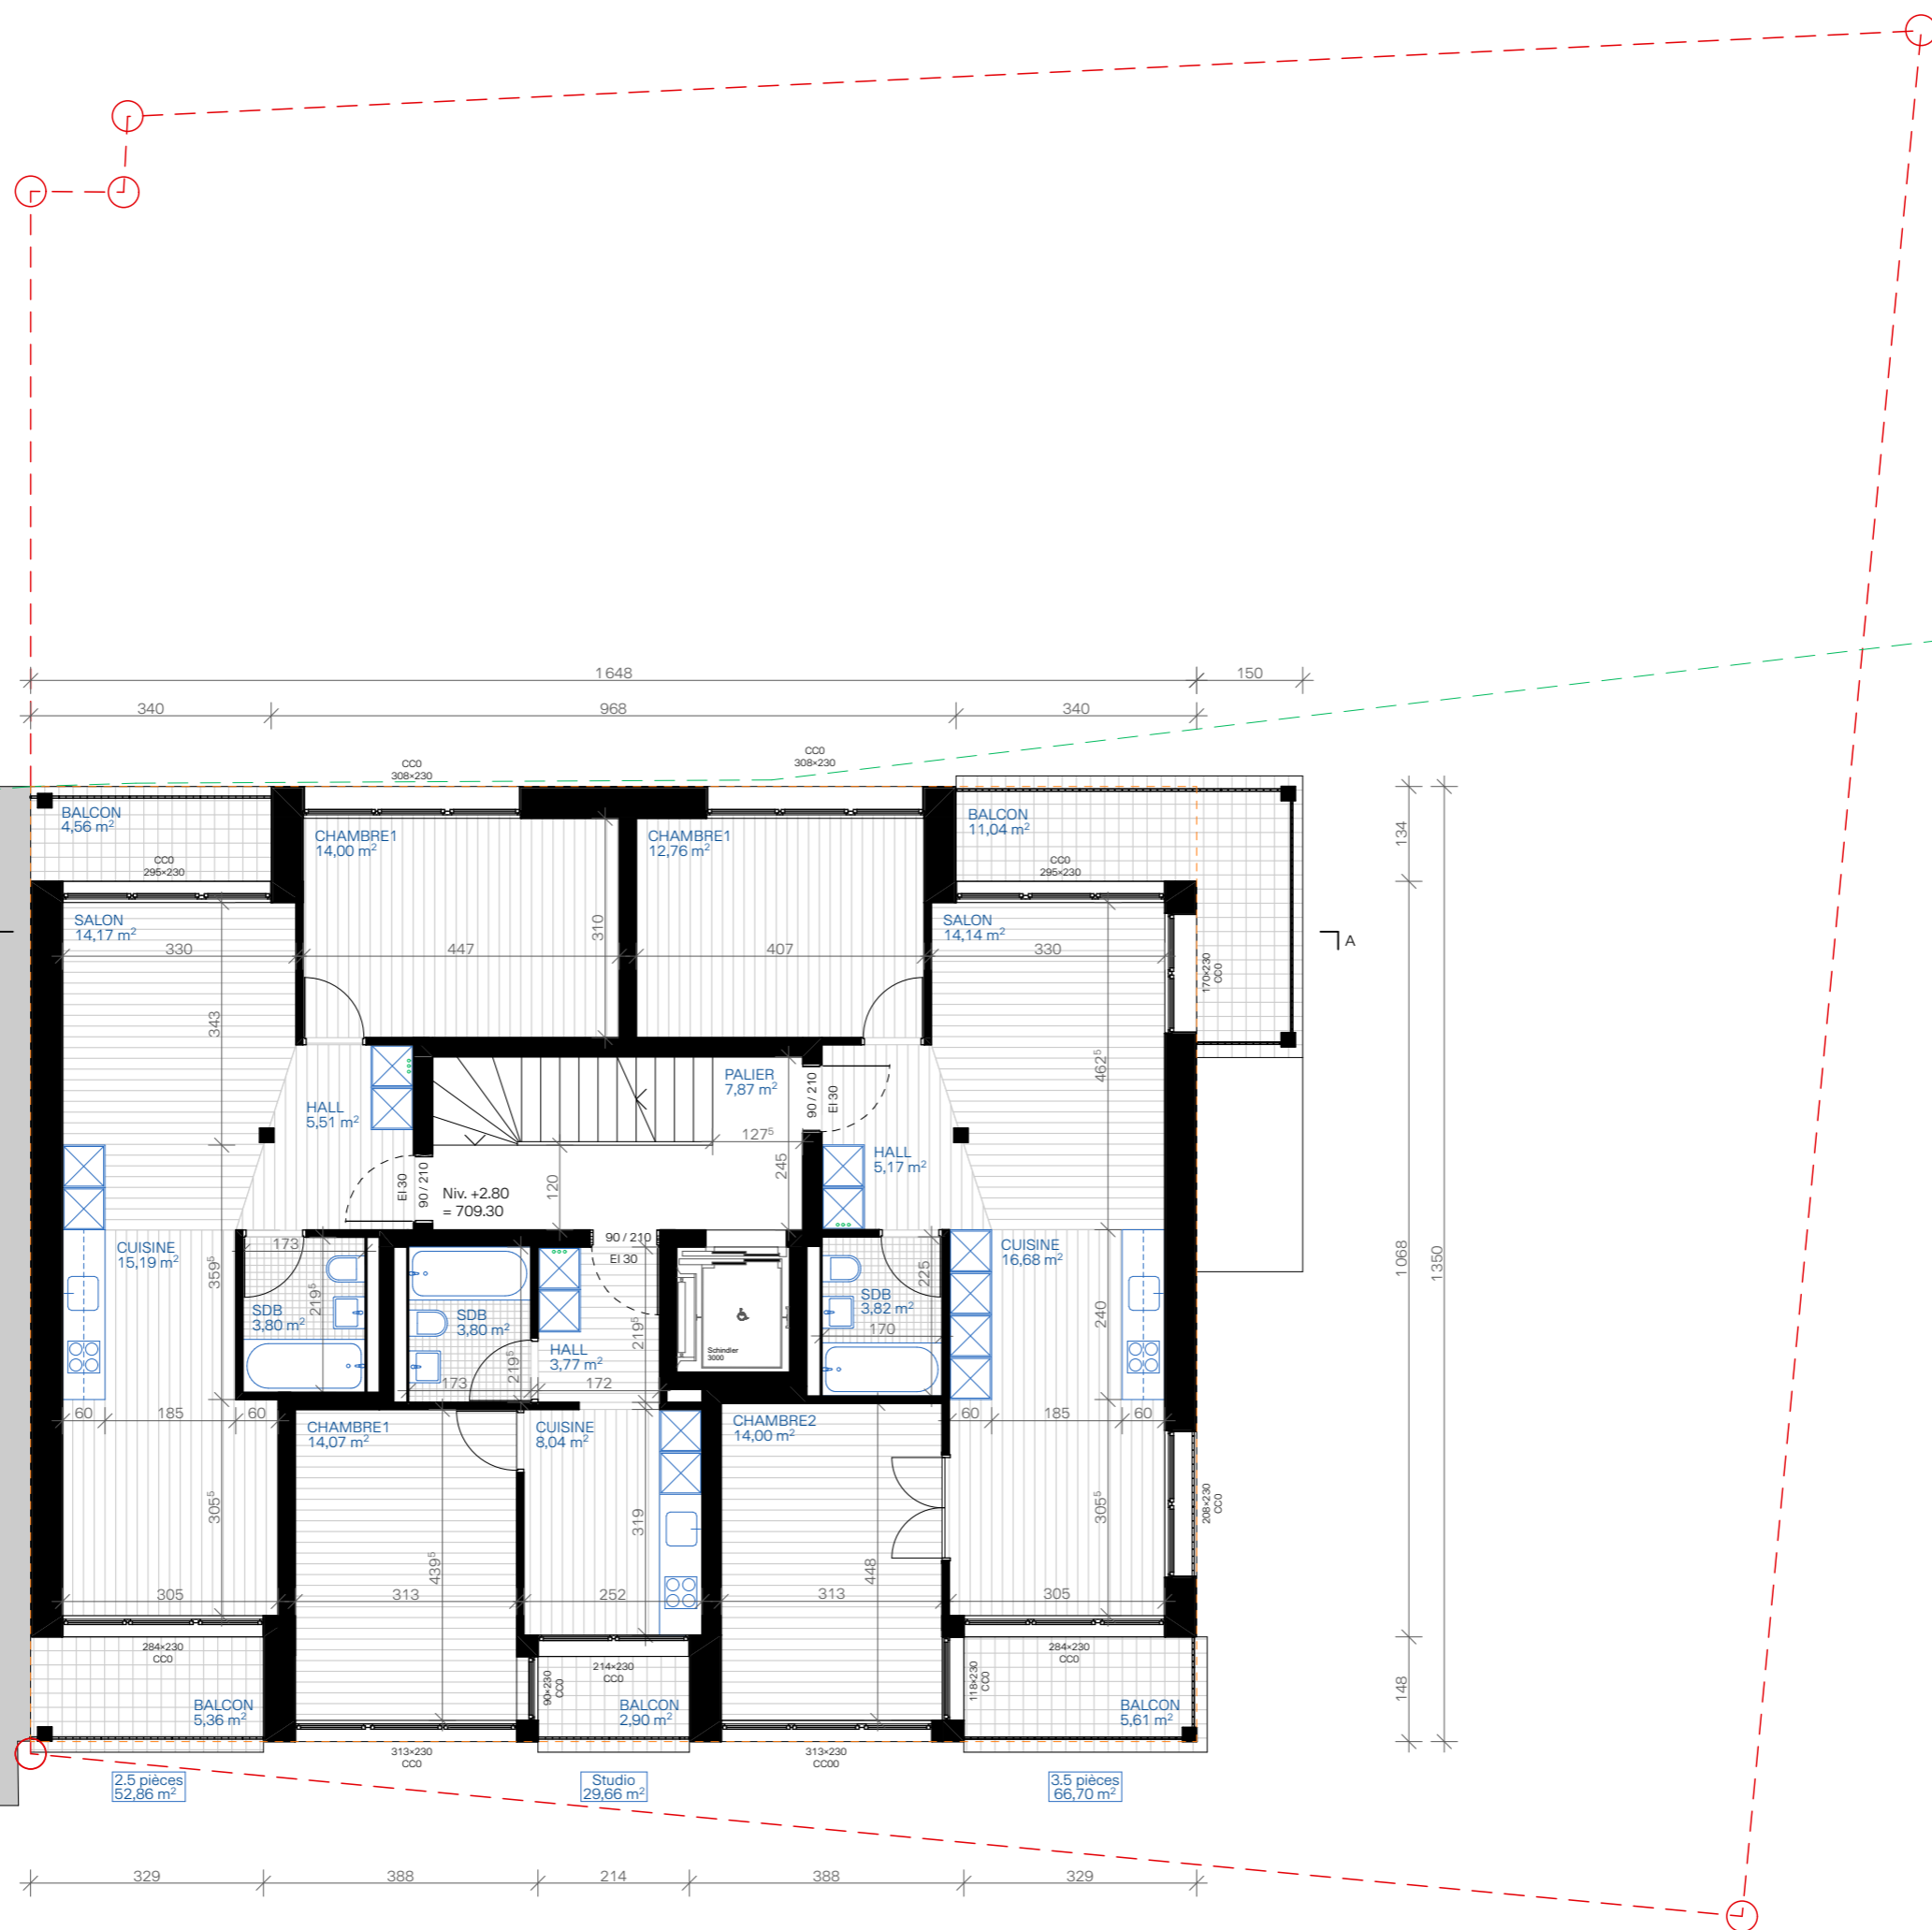 1648
150
340
968
340
CC0
308×230
CC0
308×230
BALCON
4,56 m²
CC0
295×230
CHAMBRE1
14,00 m²
CHAMBRE1
12,76 m²
BALCON
11,04 m²
CC0
295×230
134
SALON
14,17 m²
330
447
310
407
SALON
14,14 m²
330
170×230
CC0
A
343
462⁵
HALL
5,51 m²
PALIER
7,87 m²
90 / 210
EI 30
127⁵
245
120
HALL
5,17 m²
EI 30
90 / 210
Niv. +2.80
= 709.30
90 / 210
EI 30
CUISINE
15,19 m²
359⁵
173
219⁵
SDB
3,80 m²
SDB
3,80 m²
219⁵
173
HALL
3,77 m²
219⁵
172
Schindler
3000
225
SDB
3,82 m²
170
CUISINE
16,68 m²
240
1068
1350
60
185
60
CHAMBRE1
14,07 m²
CUISINE
8,04 m²
CHAMBRE2
14,00 m²
60
185
60
305⁵
439⁵
319
448
305⁵
208×230
CC0
305
313
252
313
305
284×230
CC0
BALCON
5,36 m²
90×230
CC0
214×230
CC0
BALCON
2,90 m²
118×230
CC0
284×230
CC0
BALCON
5,61 m²
148
313×230
CC0
313×230
CC00
2.5 pièces
52,86 m²
Studio
29,66 m²
3.5 pièces
66,70 m²
329
388
214
388
329